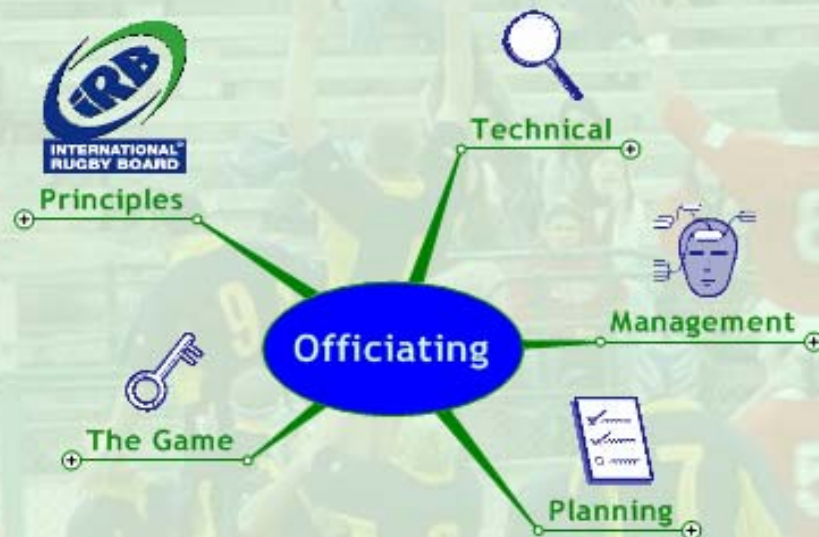 iRB
INTERNATIONAL
RUGBY BOARD
Principles
Technical
Management
Officiating
The Game
Planning